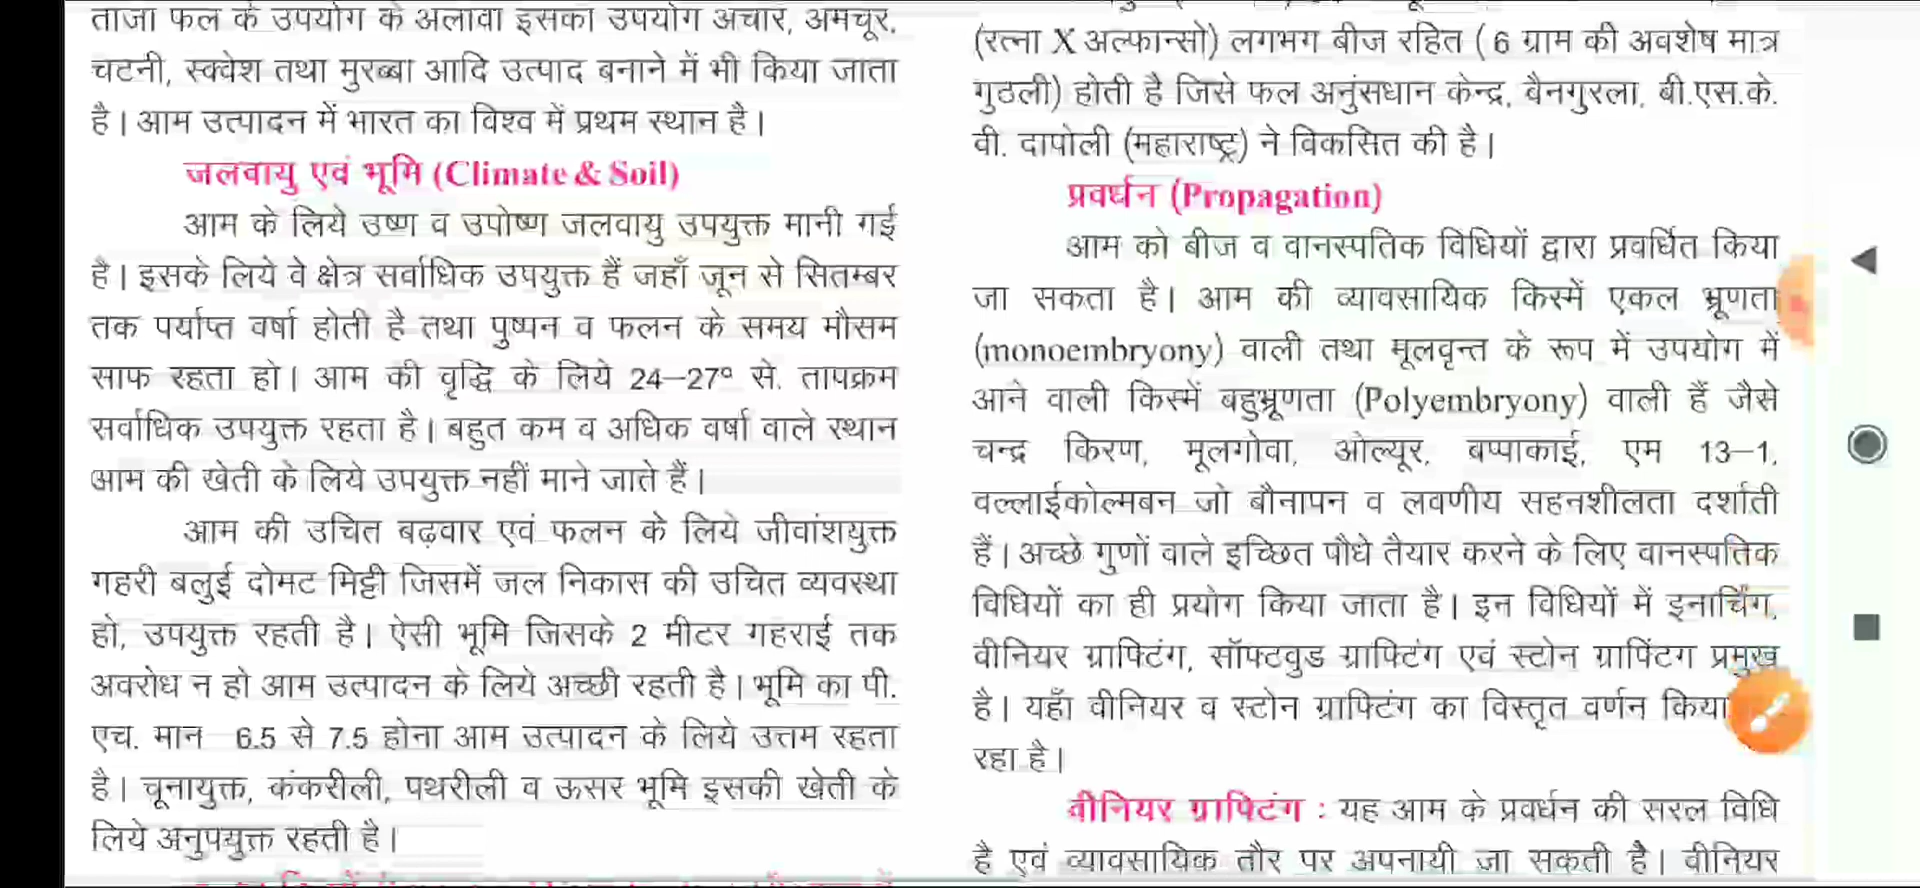 ताजा फल के उपयोग के अलावा इसका उपयोग अचार, अमचूर,
चटनी, स्क्वेश तथा मुरब्बा आदि उत्पाद बनाने में भी किया जाता
है। आम उत्पादन में भारत का विश्व में प्रथम स्थान है।
जलवायु एवं भूमि (Climate & Soil)
आम के लिये उष्ण व उपोष्ण जलवायु उपयुक्त मानी गई
है। इसके लिये वे क्षेत्र सर्वाधिक उपयुक्त हैं जहाँ जून से सितम्बर
तक पर्याप्त वर्षा होती है तथा पुष्पन व फलन के समय मौसम
साफ रहता हो। आम की वृद्धि के लिये 24–27° से. तापक्रम
सर्वाधिक उपयुक्त रहता है। बहुत कम व अधिक वर्षा वाले स्थान
आम की खेती के लिये उपयुक्त नहीं माने जाते हैं।
आम की उचित बढ़वार एवं फलन के लिये जीवांशयुक्त
गहरी बलुई दोमट मिट्टी जिसमें जल निकास की उचित व्यवस्था
हो, उपयुक्त रहती है। ऐसी भूमि जिसके 2 मीटर गहराई तक
अवरोध न हो आम उत्पादन के लिये अच्छी रहती है। भूमि का पी.
एच. मान 6.5 से 7.5 होना आम उत्पादन के लिये उत्तम रहता
है। चूनायुक्त, कंकरीली, पथरीली व ऊसर भूमि इसकी खेती के
लिये अनुपयुक्त रहती है।
(रत्ना X अल्फान्सो) लगभग बीज रहित (6 ग्राम की अवशेष मात्र
गुठली) होती है जिसे फल अनुंसधान केन्द्र, बैनगुरला, बी.एस.के.
वी. दापोली (महाराष्ट्र) ने विकसित की है।
प्रवर्धन (Propagation)
आम को बीज व वानस्पतिक विधियों द्वारा प्रवर्धित किया
जा सकता है। आम की व्यावसायिक किस्में एकल भ्रूणता
(monoembryony) वाली तथा मूलवृन्त के रूप में उपयोग में
आने वाली किस्में बहुभ्रूणता (Polyembryony) वाली हैं जैसे
चन्द्र किरण, मूलगोवा, ओल्यूर, बप्पाकाई, एम 13–1,
वल्लाईकोल्मबन जो बौनापन व लवणीय सहनशीलता दर्शाती
हैं। अच्छे गुणों वाले इच्छित पौधे तैयार करने के लिए वानस्पतिक
विधियों का ही प्रयोग किया जाता है। इन विधियों में इनार्चिंग,
वीनियर ग्राफ्टिंग, सॉफ्टवुड ग्राफ्टिंग एवं स्टोन ग्राफ्टिंग प्रमुख
है। यहाँ वीनियर व स्टोन ग्राफ्टिंग का विस्तृत वर्णन किया
रहा है।
वीनियर ग्राफ्टिंग : यह आम के प्रवर्धन की सरल विधि
है एवं व्यावसायिक तौर पर अपनायी जा सकती है। वीनियर